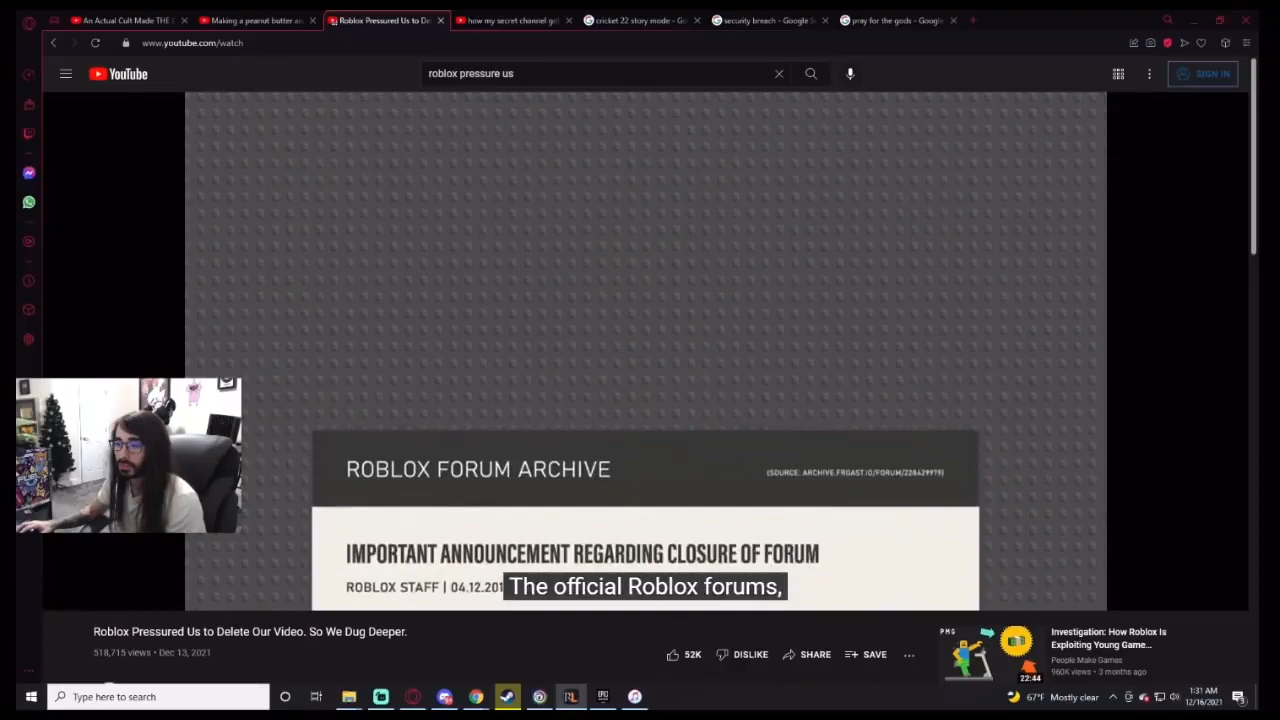 An Actual Cult Made THE
Making a peanut butter an
Roblox Pressured Us to De
how my secret channel got
cricket 22 story mode - Go
security breach - Google S
pray for the gods - Google
www.youtube.com/watch
YouTube
roblox pressure us
SIGN IN
ROBLOX FORUM ARCHIVE
(SOURCE: ARCHIVE.FROAST.IO/FORUM/228429979)
IMPORTANT ANNOUNCEMENT REGARDING CLOSURE OF FORUM
ROBLOX STAFF | 04.12.201
The official Roblox forums,
Roblox Pressured Us to Delete Our Video. So We Dug Deeper.
518,715 views • Dec 13, 2021
52K
DISLIKE
SHARE
SAVE
PMG
22:44
Investigation: How Roblox Is
Exploiting Young Game...
People Make Games
960K views • 3 months ago
Type here to search
67°F Mostly clear
1:31 AM
12/16/2021